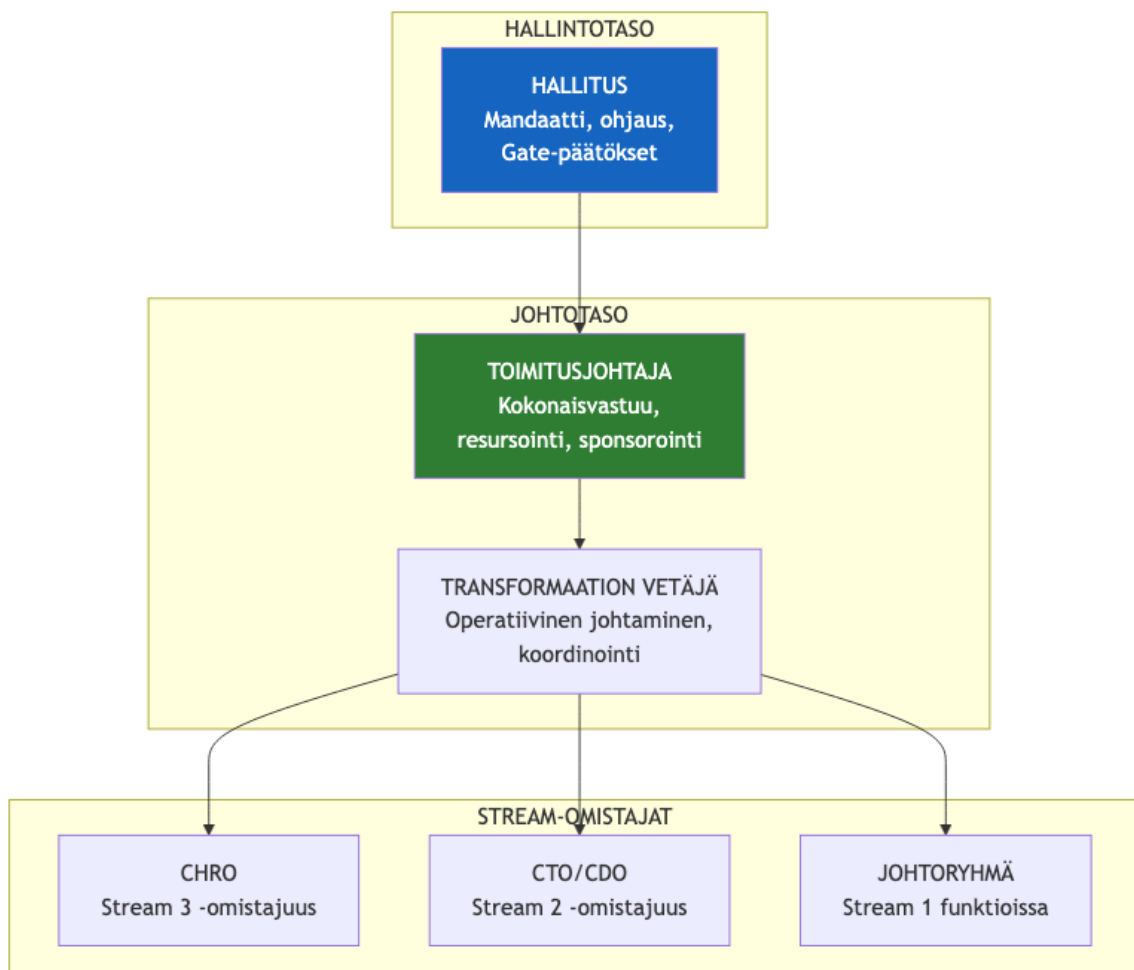 HALLINTOTASO
HALLITUS
Mandaatti, ohjaus,
Gate-päätökset
JOHTOTASO
TOIMITUSJOHTAJA
Kokonaisvastuu,
resursointi, sponsorointi
TRANSFORMAATION VETÄJÄ
Operatiivinen johtaminen,
koordinointi
STREAM-OMISTAJAT
CHRO
Stream 3 -omistajuus
CTO/CDO
Stream 2 -omistajuus
JOHTORYHMÄ
Stream 1 funktioissa